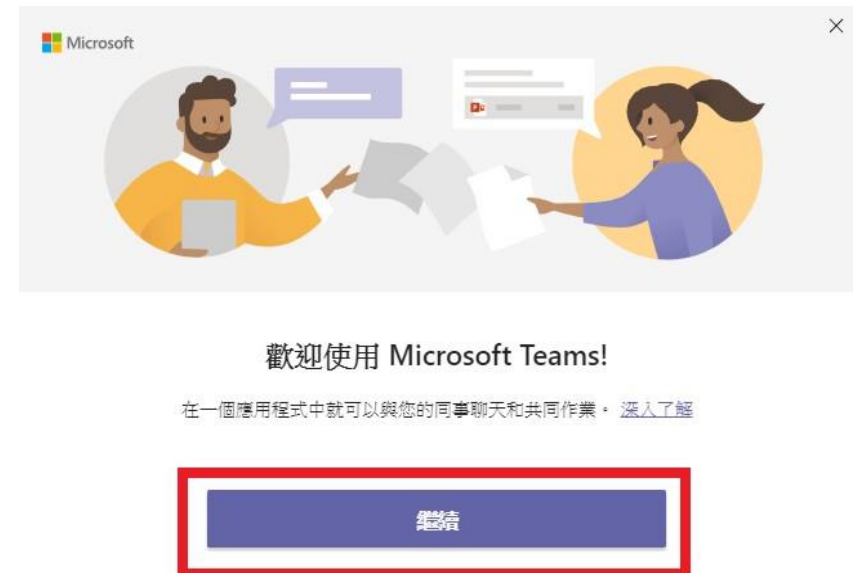 Microsoft
歡迎使用 Microsoft Teams!
在一個應用程式中就可以與您的同事聊天和共同作業。 深入了解
繼續